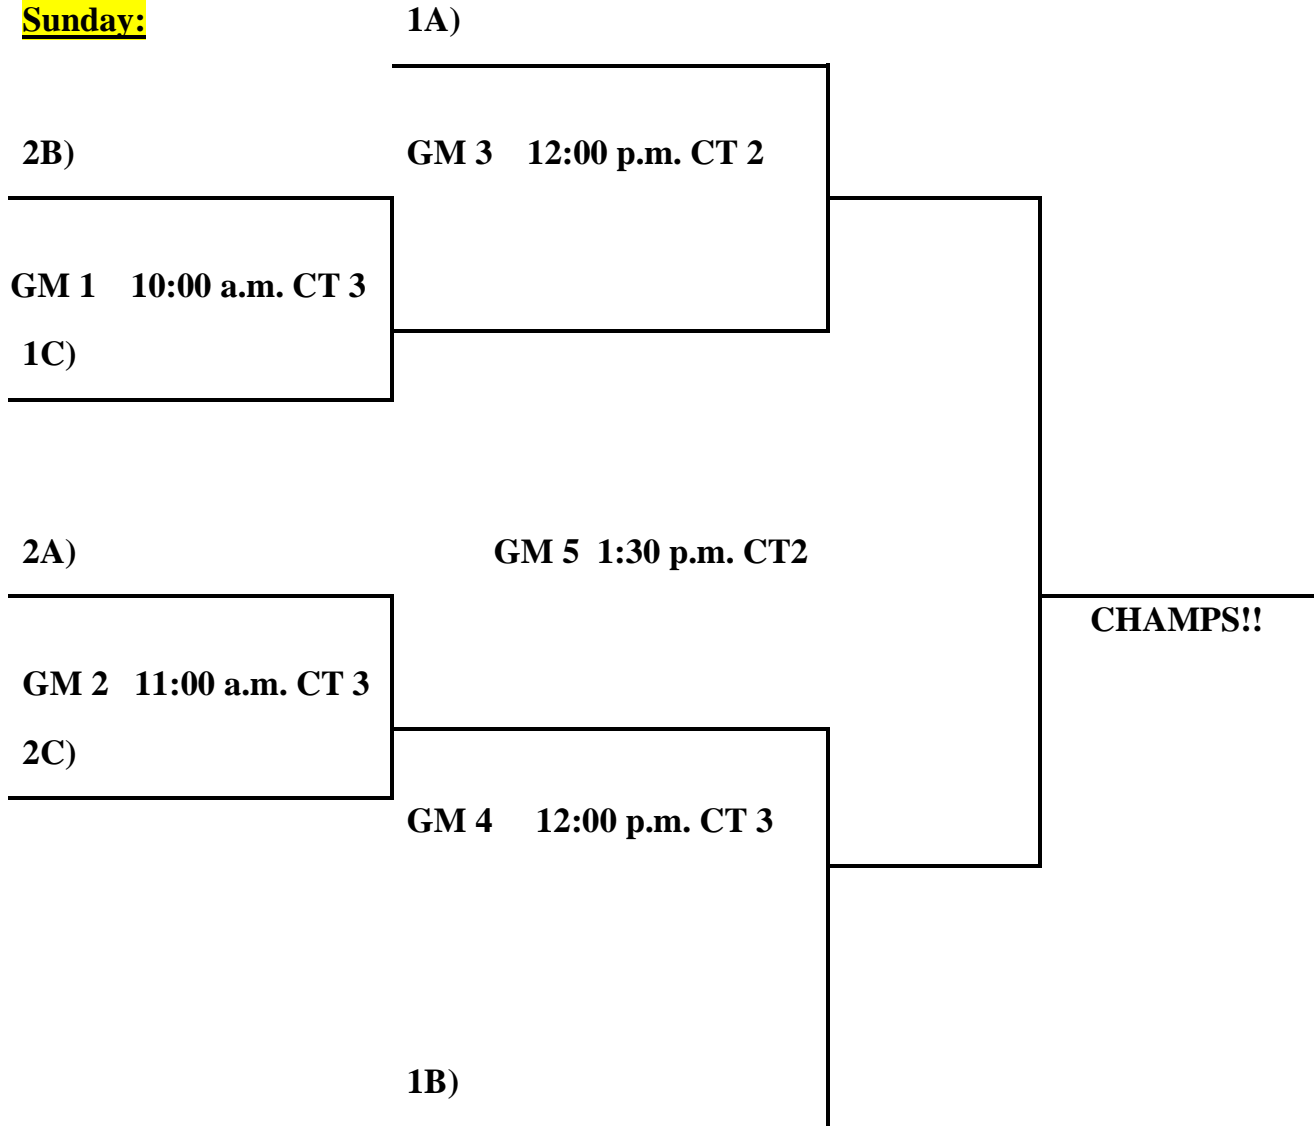 Sunday:
1A)
2B)
GM 3 12:00 p.m. CT 2
GM 1 10:00 a.m. CT 3
1C)
2A)
GM 5 1:30 p.m. CT2
CHAMPS!!
GM 2 11:00 a.m. CT 3
2C)
GM 4 12:00 p.m. CT 3
1B)